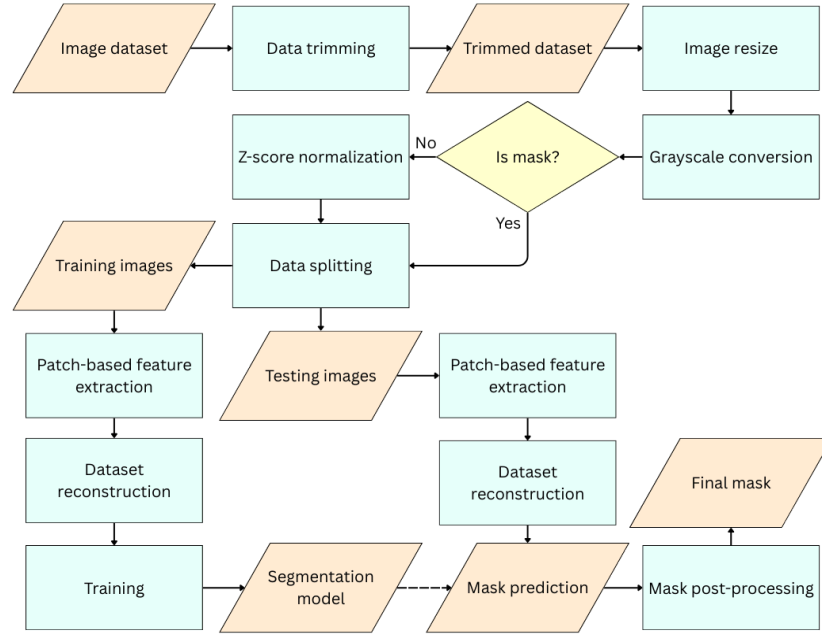 Image dataset
Data trimming
Trimmed dataset
Image resize
Z-score normalization
No
Is mask?
Grayscale conversion
Yes
Training images
Data splitting
Patch-based feature
extraction
Testing images
Patch-based feature
extraction
Dataset
reconstruction
Dataset
reconstruction
Final mask
Training
Segmentation
model
Mask prediction
Mask post-processing